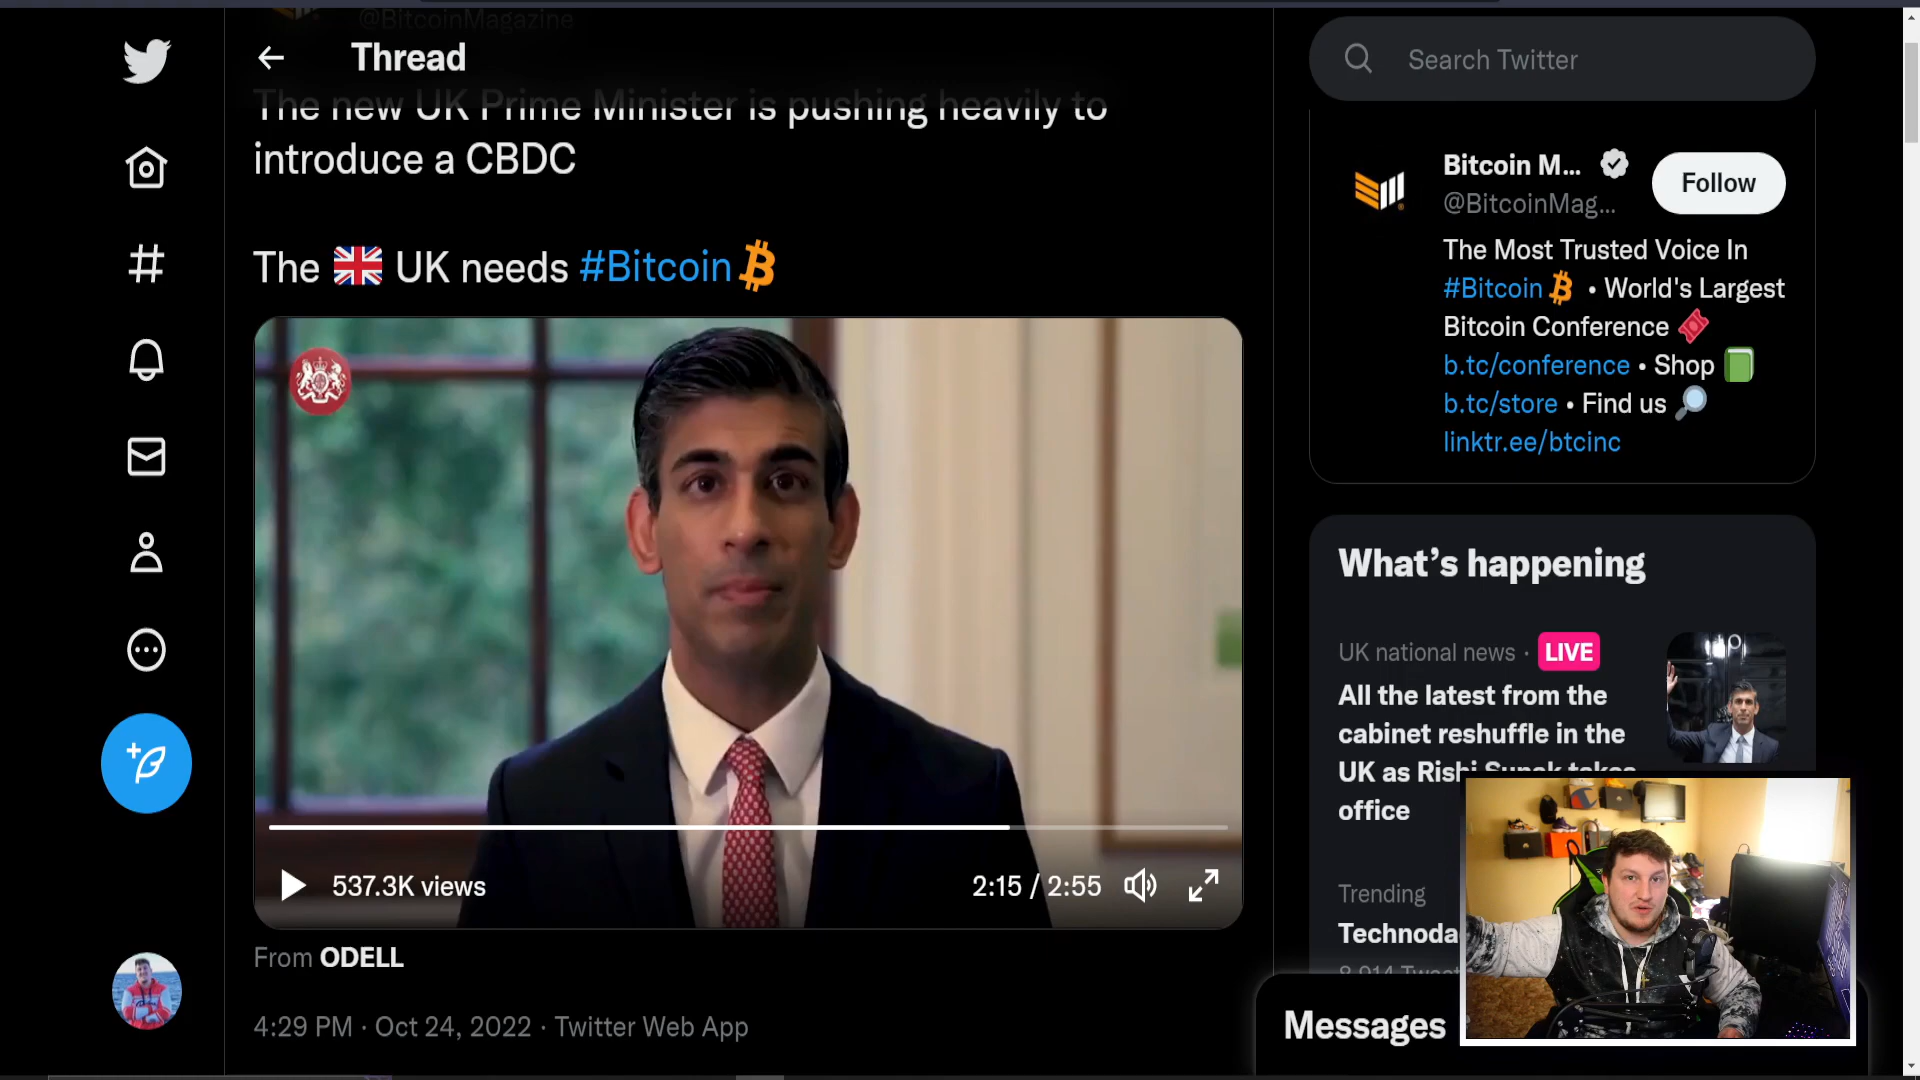 @BitcoinMagazine
Thread
Search Twitter
The new UK Prime Minister is pushing heavily to
introduce a CBDC
The 🇬🇧 UK needs #Bitcoin
537.3K views
2:15 / 2:55
From ODELL
4:29 PM · Oct 24, 2022 · Twitter Web App
Bitcoin M...
Follow
@BitcoinMag...
The Most Trusted Voice In
#Bitcoin • World's Largest
Bitcoin Conference 🎟️
b.tc/conference • Shop 📗
b.tc/store • Find us 🔎
linktr.ee/btcinc
What's happening
UK national news · LIVE
All the latest from the
cabinet reshuffle in the
UK as Rishi Sunak takes
office
Trending
Technoda
Messages